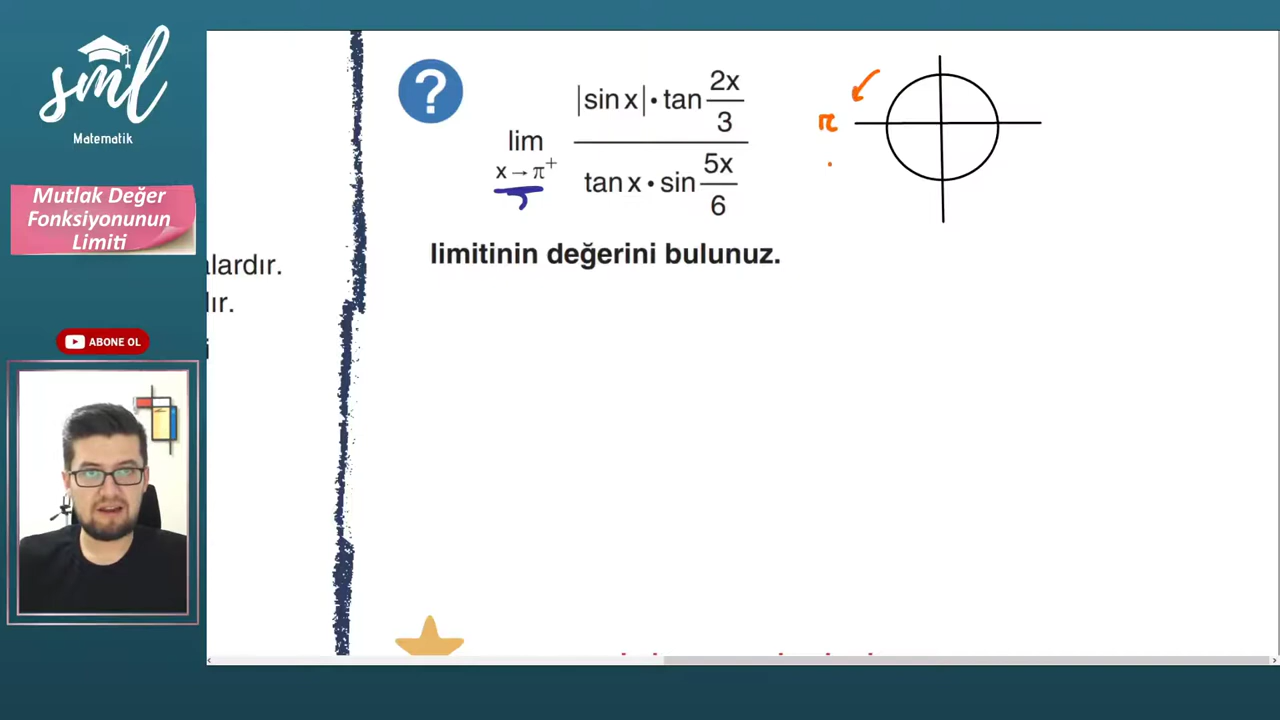 sml
Matematik
Mutlak Değer
Fonksiyonunun
Limiti
ABONE OL
alardır.
ır.
?
lim x → π⁺ |sin x| • tan 2x/3 / tan x • sin 5x/6
limitinin değerini bulunuz.
π